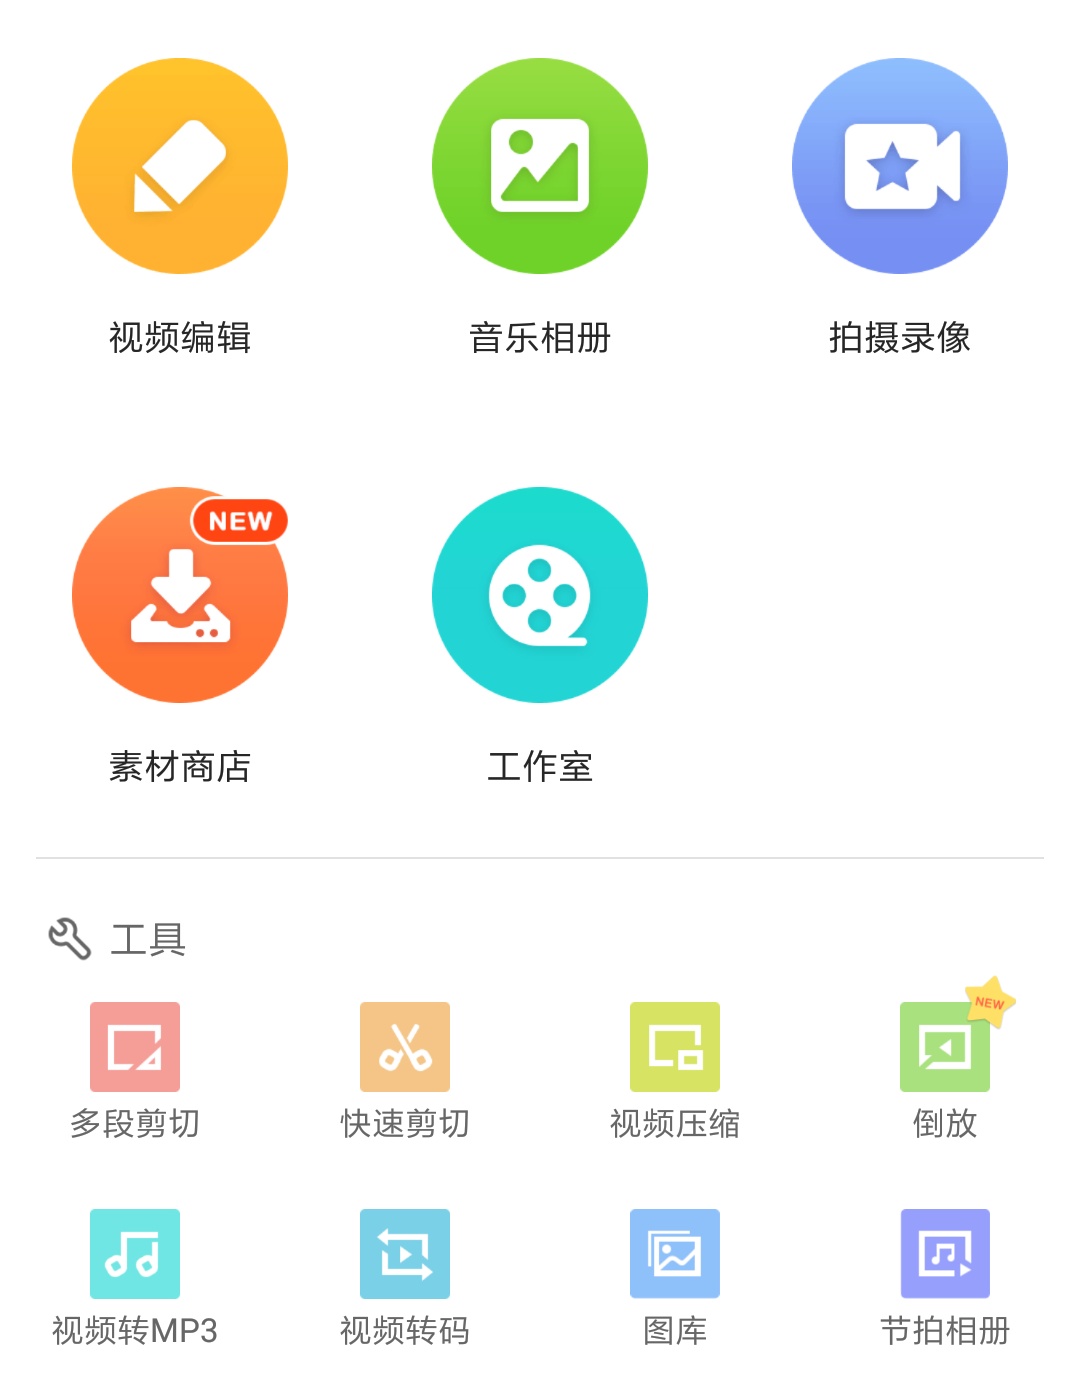 视频编辑
音乐相册
拍摄录像
NEW
素材商店
工作室
工具
NEW
多段剪切
快速剪切
视频压缩
倒放
视频转MP3
视频转码
图库
节拍相册